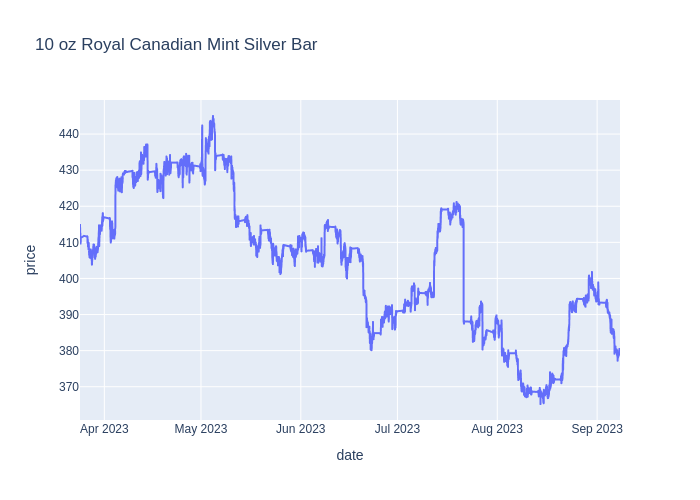 10 oz Royal Canadian Mint Silver Bar
440
430
420
410
400
390
380
370
price
Apr 2023 May 2023 Jun 2023 Jul 2023 Aug 2023 Sep 2023
date